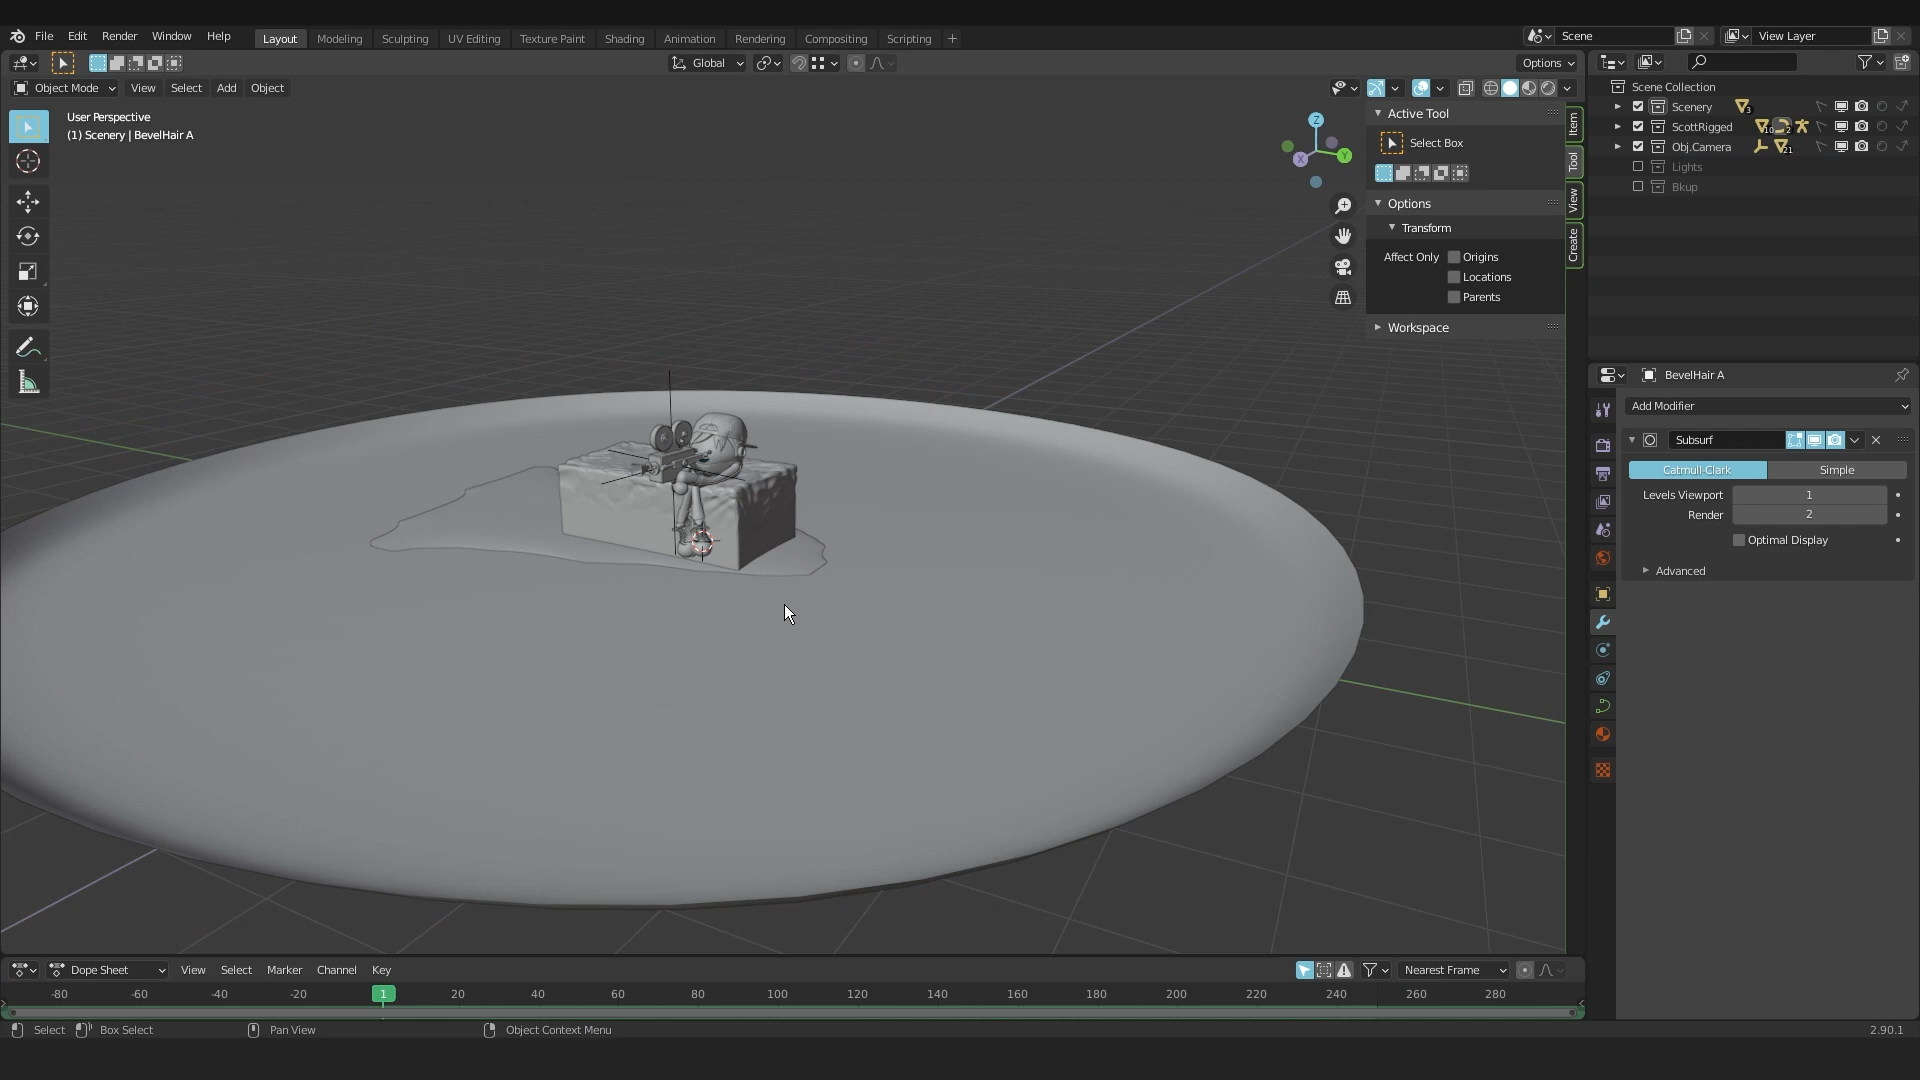 File Edit Render Window Help Layout Modeling Sculpting UV Editing Texture Paint Shading Animation Rendering Compositing Scripting + Scene View Layer
Global Options
Object Mode View Select Add Object
User Perspective
(1) Scenery | BevelHair A
Z
X
Y
Active Tool
Select Box
Options
Transform
Affect Only Origins
Locations
Parents
Workspace
Item
Tool
View
Create
Scene Collection
Scenery 3
ScottRigged 10 2
Obj.Camera 21
Lights
Bkup
BevelHair A
Add Modifier
Subsurf
Catmull-Clark Simple
Levels Viewport 1
Render 2
Optimal Display
Advanced
Dope Sheet View Select Marker Channel Key Nearest Frame
-80 -60 -40 -20 1 20 40 60 80 100 120 140 160 180 200 220 240 260 280
Select Box Select Pan View Object Context Menu 2.90.1